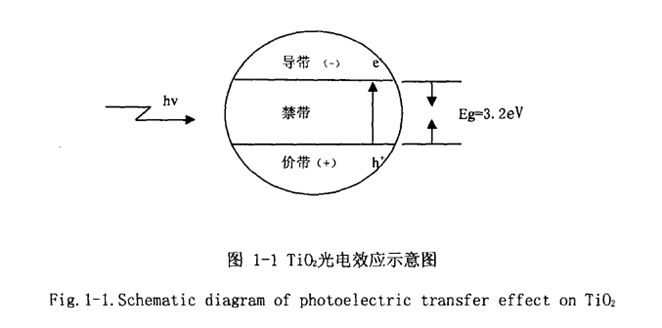 导带 (-) e⁻
hv
禁带
Eg=3.2eV
价带 (+) h⁺
图 1-1 TiO₂光电效应示意图
Fig.1-1.Schematic diagram of photoelectric transfer effect on TiO₂